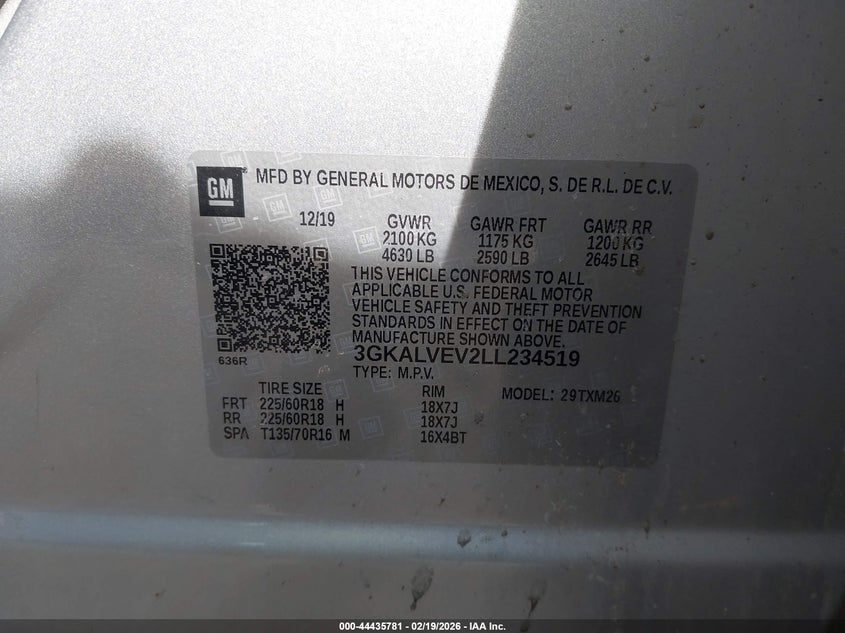 GM MFD BY GENERAL MOTORS DE MEXICO, S. DE R.L. DE C.V.
12/19 GVWR GAWR FRT GAWR RR
2100 KG 1175 KG 1200 KG
4630 LB 2590 LB 2645 LB
THIS VEHICLE CONFORMS TO ALL
APPLICABLE U.S. FEDERAL MOTOR
VEHICLE SAFETY AND THEFT PREVENTION
STANDARDS IN EFFECT ON THE DATE OF
MANUFACTURE SHOWN ABOVE.
636R 3GKALVEV2LL234519
TYPE: M.P.V.
TIRE SIZE RIM MODEL: 29TXM26
FRT 225/60R18 H 18X7J
RR 225/60R18 H 18X7J
SPA T135/70R16 M 16X4BT
000-44435781 - 02/19/2026 - IAA Inc.